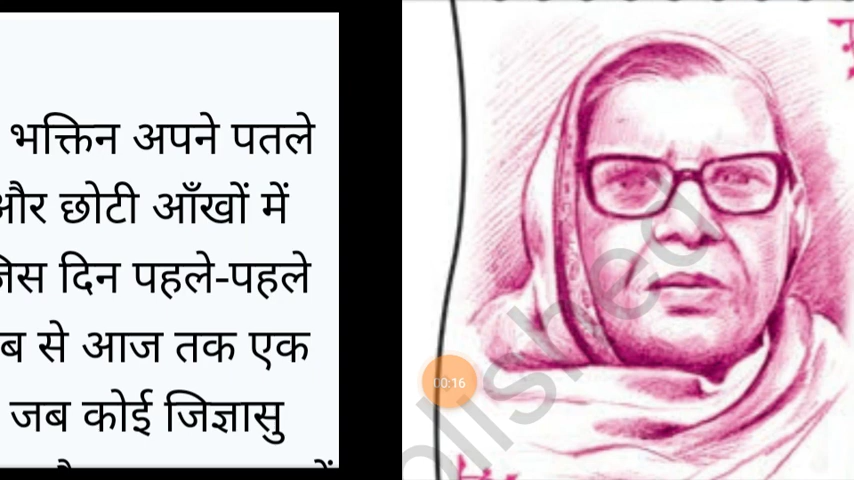 भक्तिन अपने पतले
और छोटी आँखों में
दिन पहले-पहले
से आज तक एक
जब कोई जिज्ञासु
00:16